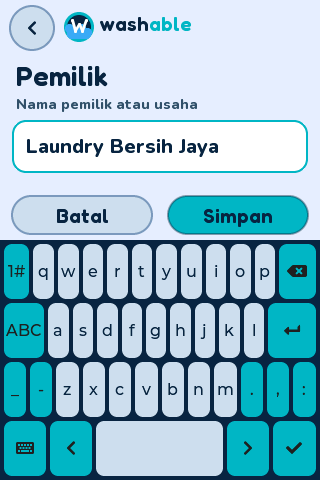 washable
Pemilik
Nama pemilik atau usaha
Laundry Bersih Jaya
Batal
Simpan
1# q w e r t y u i o p
ABC a s d f g h j k l
_ - z x c v b n m . , :